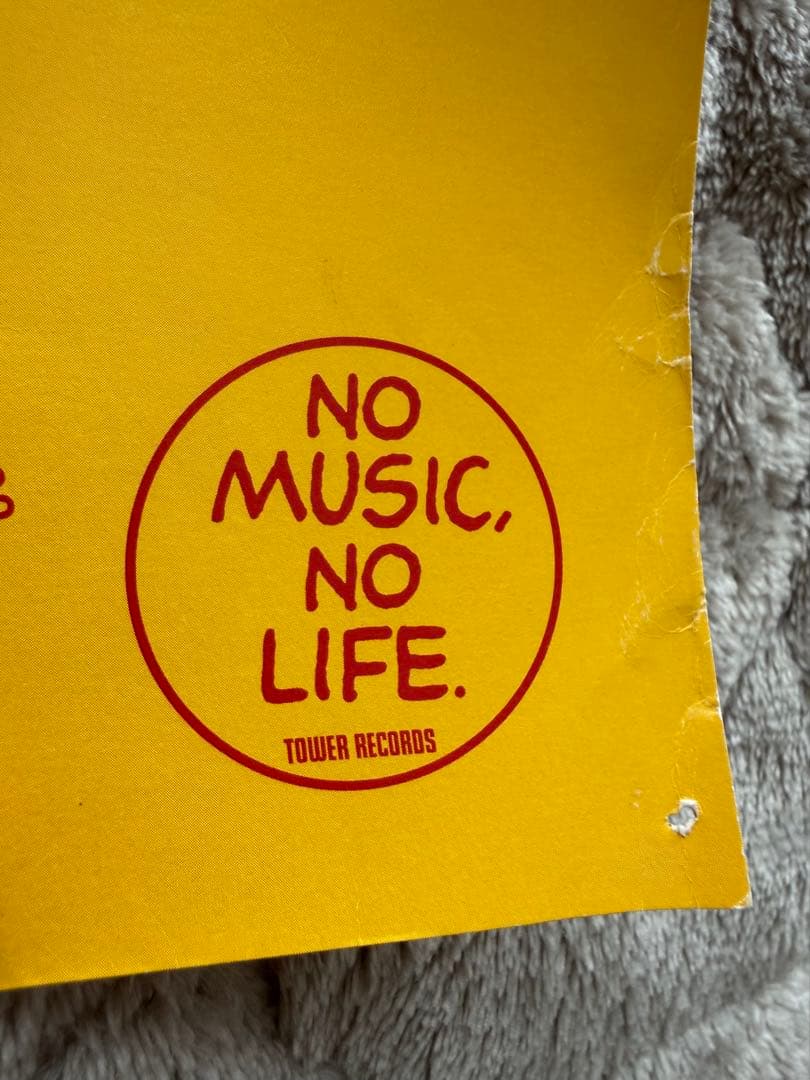 NO
MUSIC,
NO
LIFE.
TOWER RECORDS